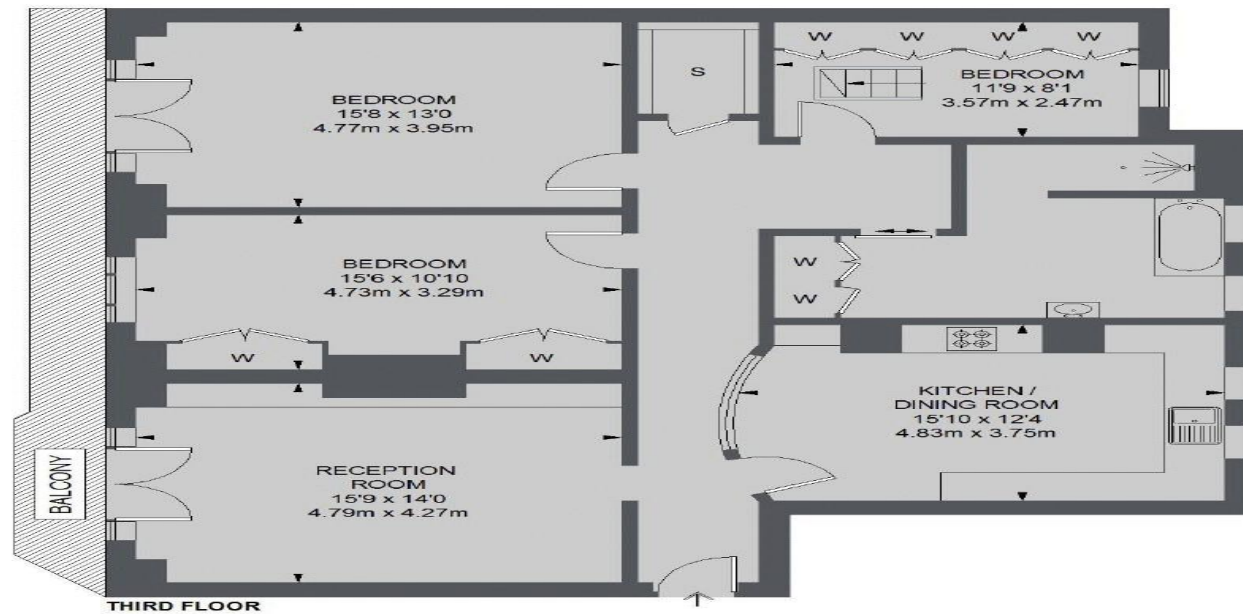 BEDROOM
15'8 x 13'0
4.77m x 3.95m
S
W W W W
BEDROOM
11'9 x 8'1
3.57m x 2.47m
BEDROOM
15'6 x 10'10
4.73m x 3.29m
W W
W
W
KITCHEN /
DINING ROOM
15'10 x 12'4
4.83m x 3.75m
RECEPTION
ROOM
15'9 x 14'0
4.79m x 4.27m
BALCONY
THIRD FLOOR